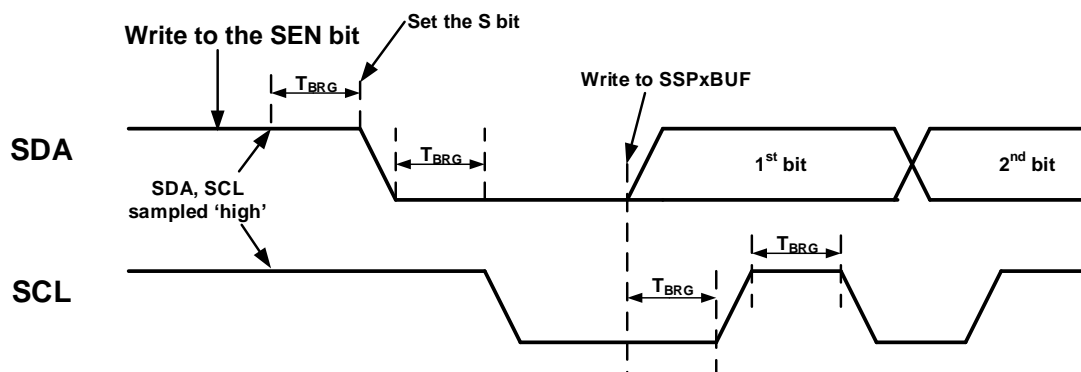 Set the S bit
Write to the SEN bit
TBRG
Write to SSPxBUF
SDA
TBRG
1st bit
2nd bit
SDA, SCL
sampled ‘high’
TBRG
SCL
TBRG